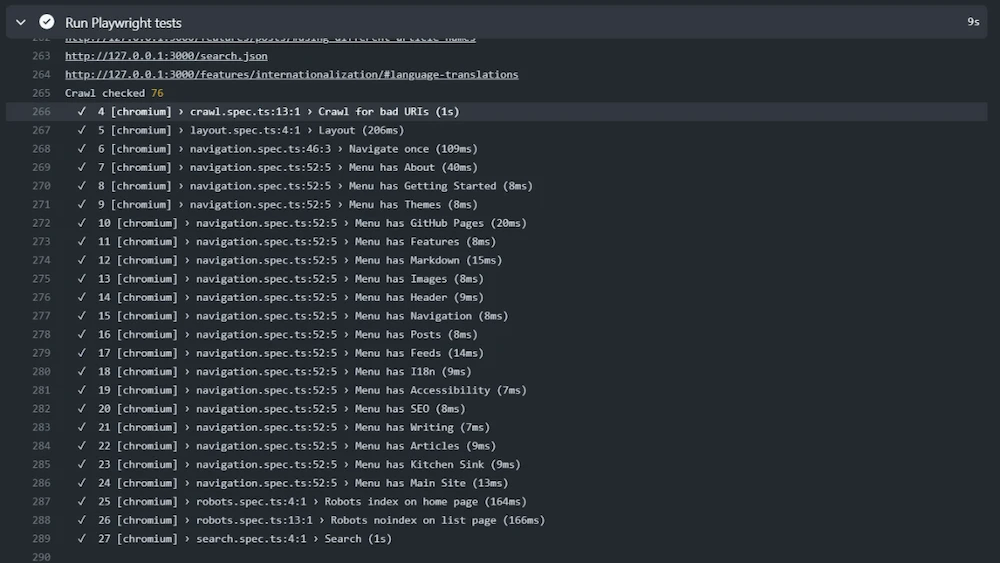 Run Playwright tests 9s
262 http://127.0.0.1:3000/features/posts/#using-different-article-names
263 http://127.0.0.1:3000/search.json
264 http://127.0.0.1:3000/features/internationalization/#language-translations
265 Crawl checked 76
266 ✓ 4 [chromium] › crawl.spec.ts:13:1 › Crawl for bad URIs (1s)
267 ✓ 5 [chromium] › layout.spec.ts:4:1 › Layout (206ms)
268 ✓ 6 [chromium] › navigation.spec.ts:46:3 › Navigate once (109ms)
269 ✓ 7 [chromium] › navigation.spec.ts:52:5 › Menu has About (40ms)
270 ✓ 8 [chromium] › navigation.spec.ts:52:5 › Menu has Getting Started (8ms)
271 ✓ 9 [chromium] › navigation.spec.ts:52:5 › Menu has Themes (8ms)
272 ✓ 10 [chromium] › navigation.spec.ts:52:5 › Menu has GitHub Pages (20ms)
273 ✓ 11 [chromium] › navigation.spec.ts:52:5 › Menu has Features (8ms)
274 ✓ 12 [chromium] › navigation.spec.ts:52:5 › Menu has Markdown (15ms)
275 ✓ 13 [chromium] › navigation.spec.ts:52:5 › Menu has Images (8ms)
276 ✓ 14 [chromium] › navigation.spec.ts:52:5 › Menu has Header (9ms)
277 ✓ 15 [chromium] › navigation.spec.ts:52:5 › Menu has Navigation (8ms)
278 ✓ 16 [chromium] › navigation.spec.ts:52:5 › Menu has Posts (8ms)
279 ✓ 17 [chromium] › navigation.spec.ts:52:5 › Menu has Feeds (14ms)
280 ✓ 18 [chromium] › navigation.spec.ts:52:5 › Menu has I18n (9ms)
281 ✓ 19 [chromium] › navigation.spec.ts:52:5 › Menu has Accessibility (7ms)
282 ✓ 20 [chromium] › navigation.spec.ts:52:5 › Menu has SEO (8ms)
283 ✓ 21 [chromium] › navigation.spec.ts:52:5 › Menu has Writing (7ms)
284 ✓ 22 [chromium] › navigation.spec.ts:52:5 › Menu has Articles (9ms)
285 ✓ 23 [chromium] › navigation.spec.ts:52:5 › Menu has Kitchen Sink (9ms)
286 ✓ 24 [chromium] › navigation.spec.ts:52:5 › Menu has Main Site (13ms)
287 ✓ 25 [chromium] › robots.spec.ts:4:1 › Robots index on home page (164ms)
288 ✓ 26 [chromium] › robots.spec.ts:13:1 › Robots noindex on list page (166ms)
289 ✓ 27 [chromium] › search.spec.ts:4:1 › Search (1s)
290